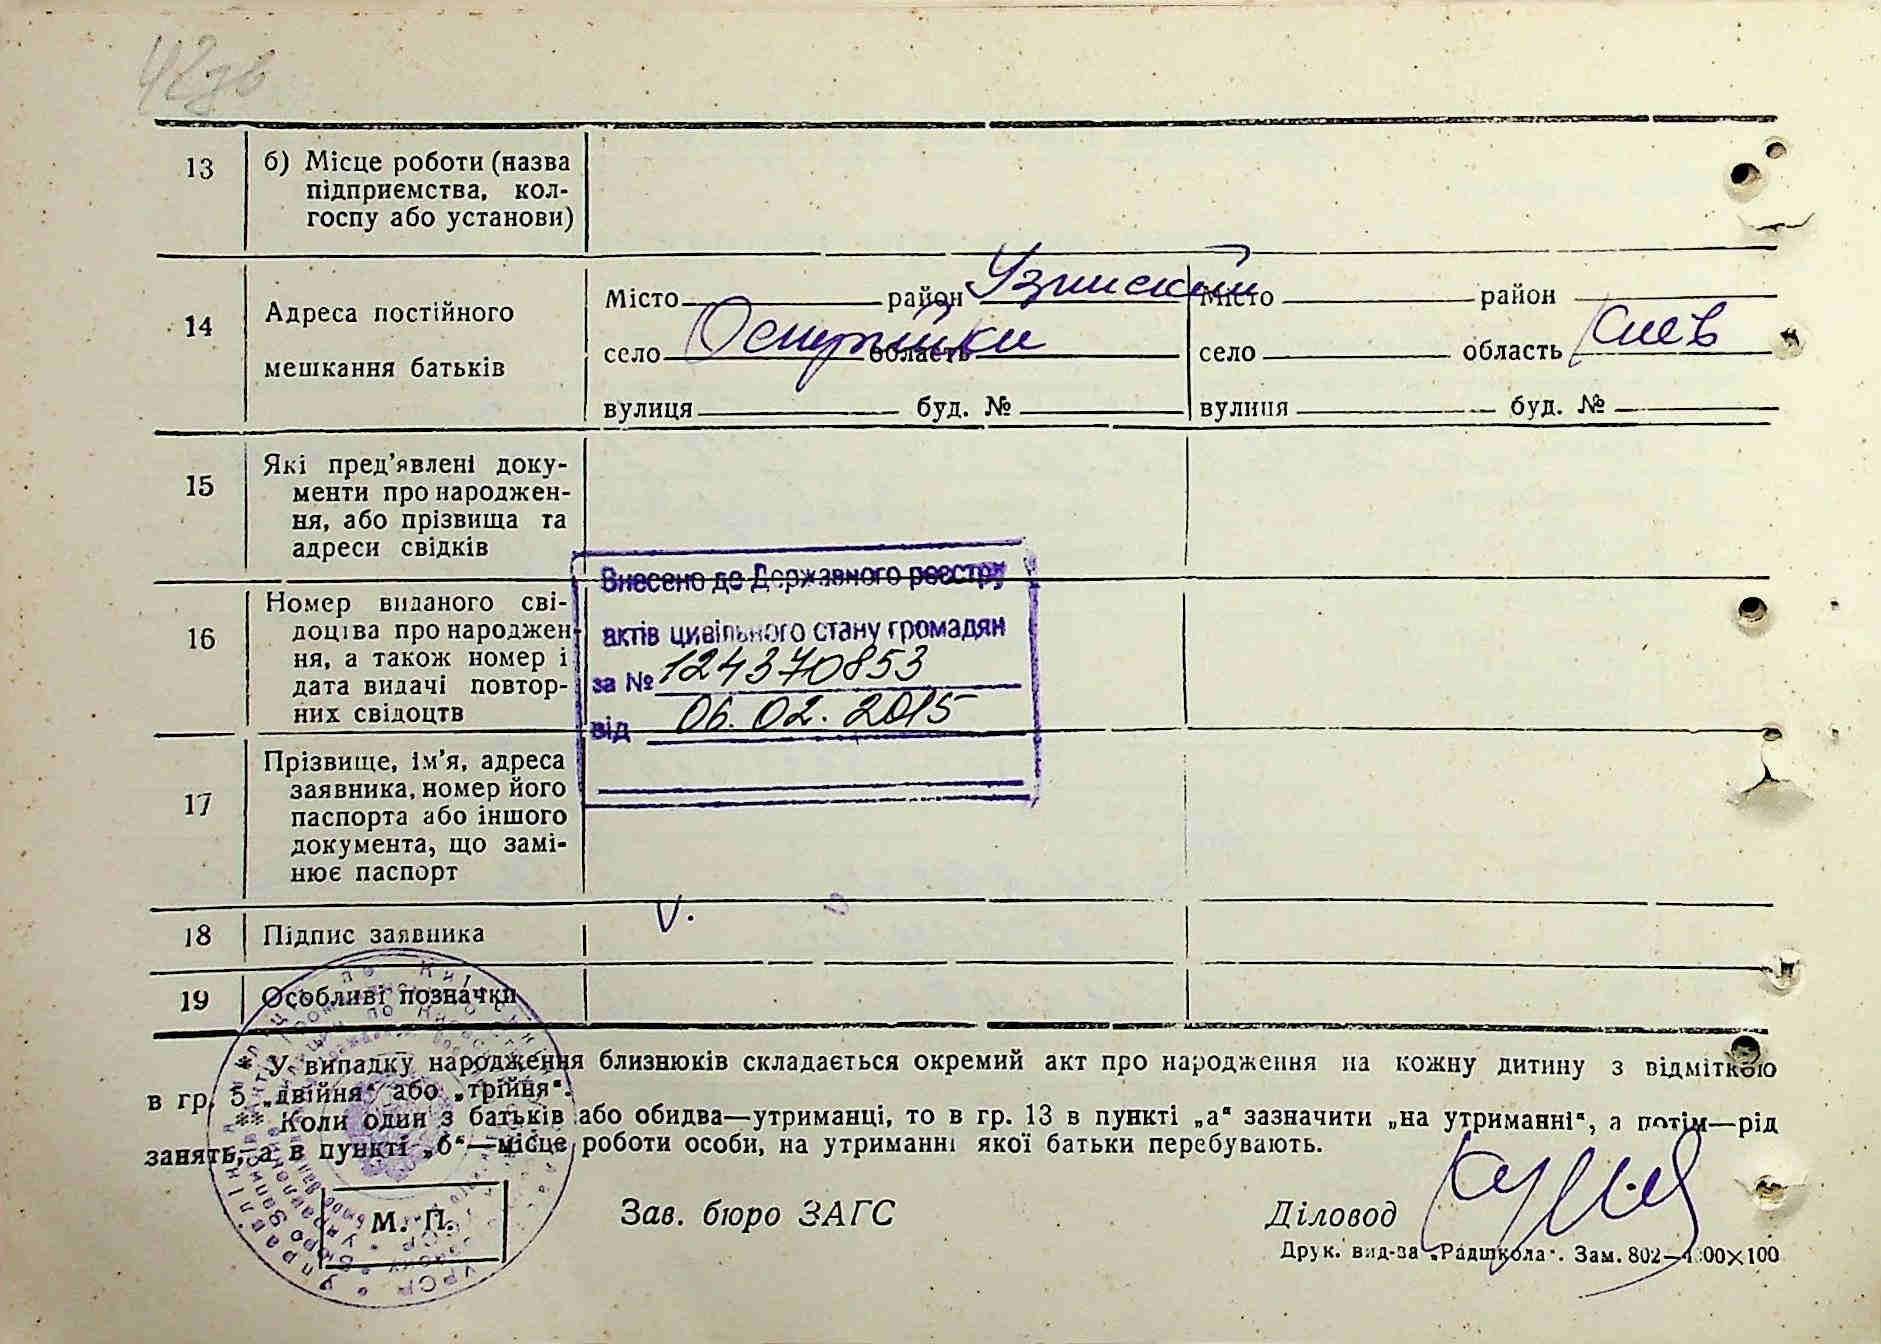 42зв
13
б) Місце роботи (назва
підприємства, кол-
госпу або установи)
14
Адреса постійного
мешкання батьків
Місто район Узинский
село область
вулиця буд. №
Місто район
село область Киев
вулиця буд. №
15
Які пред’явлені доку-
менти про народжен-
ня, або прізвища та
адреси свідків
16
Номер виданого сві-
доцтва про народжен-
ня, а також номер і
дата видачі повтор-
них свідоцтв
Внесено до Державного реєстру
актів цивільного стану громадян
за № 124370853
від 06.02.2015
17
Прізвище, ім’я, адреса
заявника, номер його
паспорта або іншого
документа, що замі-
нює паспорт
18
Підпис заявника
V.
19
Особливі позначки
* У випадку народження близнюків складається окремий акт про народження на кожну дитину з відміткою
в гр. 5 „двійня“ або „трійня“.
** Коли один з батьків або обидва—утриманці, то в гр. 13 в пункті „а“ зазначити „на утриманні“, а потім—рід
занять, а в пункті „б“—місце роботи особи, на утриманні якої батьки перебувають.
М. П.
Зав. бюро ЗАГС
Діловод
Друк. вид-за „Радшкола“. Зам. 802—1.00×100